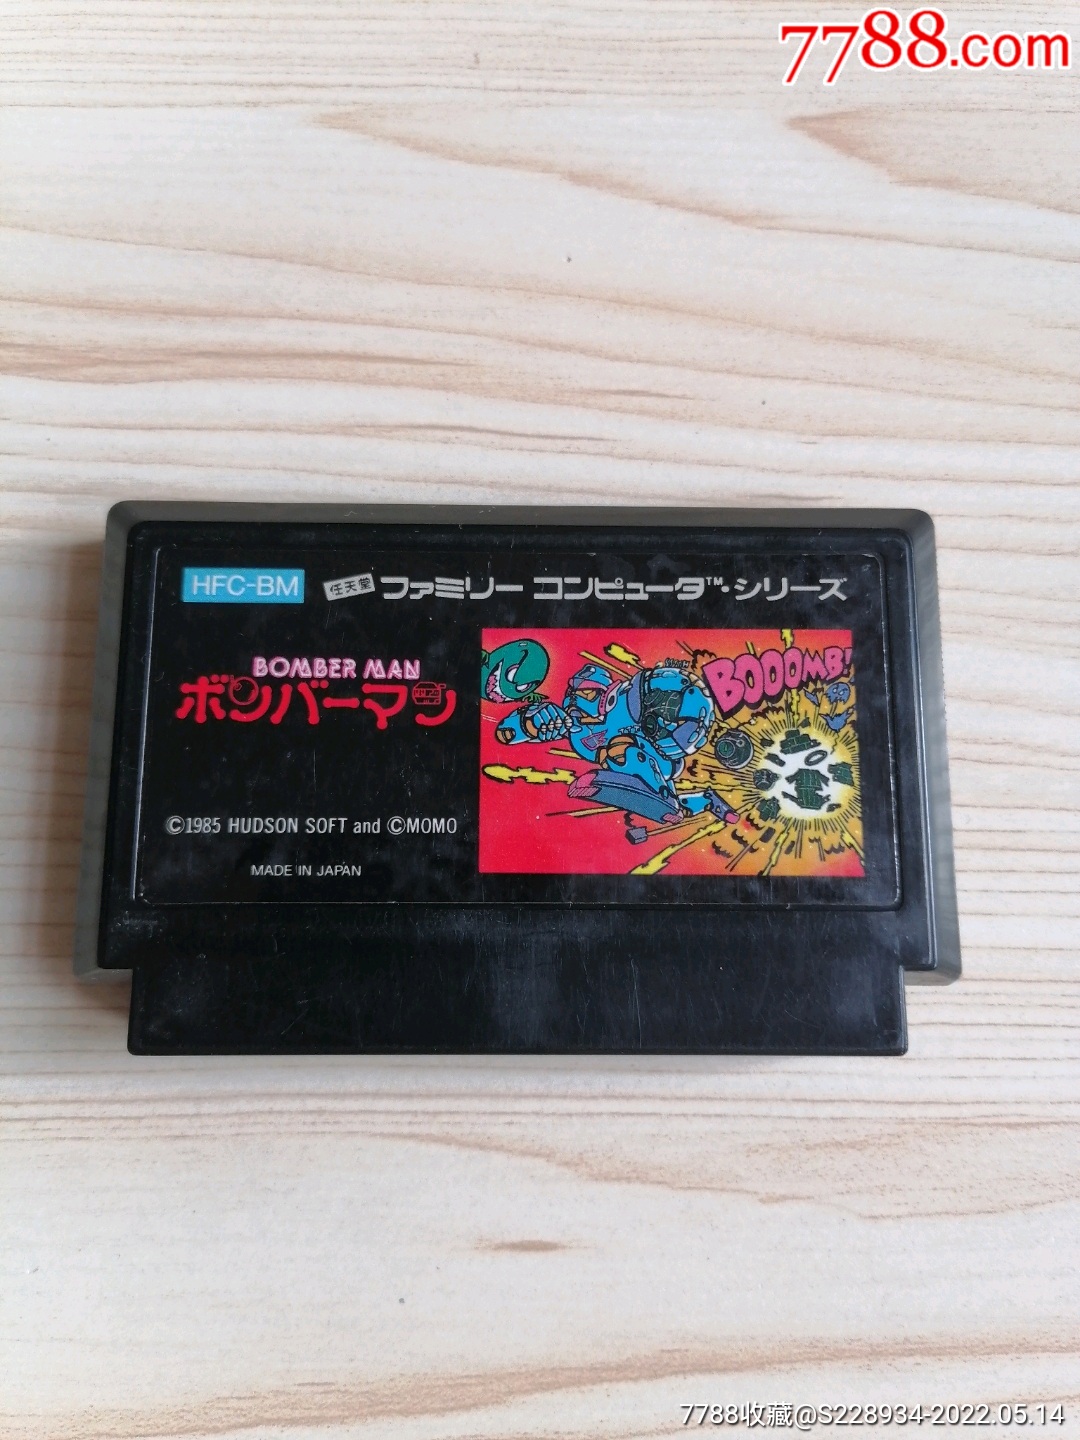 7788.com
HFC-BM 任天堂 ファミリー コンピュータ™・シリーズ
BOMBER MAN
ボンバーマン
BOOOMB!
©1985 HUDSON SOFT and ©MOMO
MADE IN JAPAN
7788收藏@S228934-2022.05.14